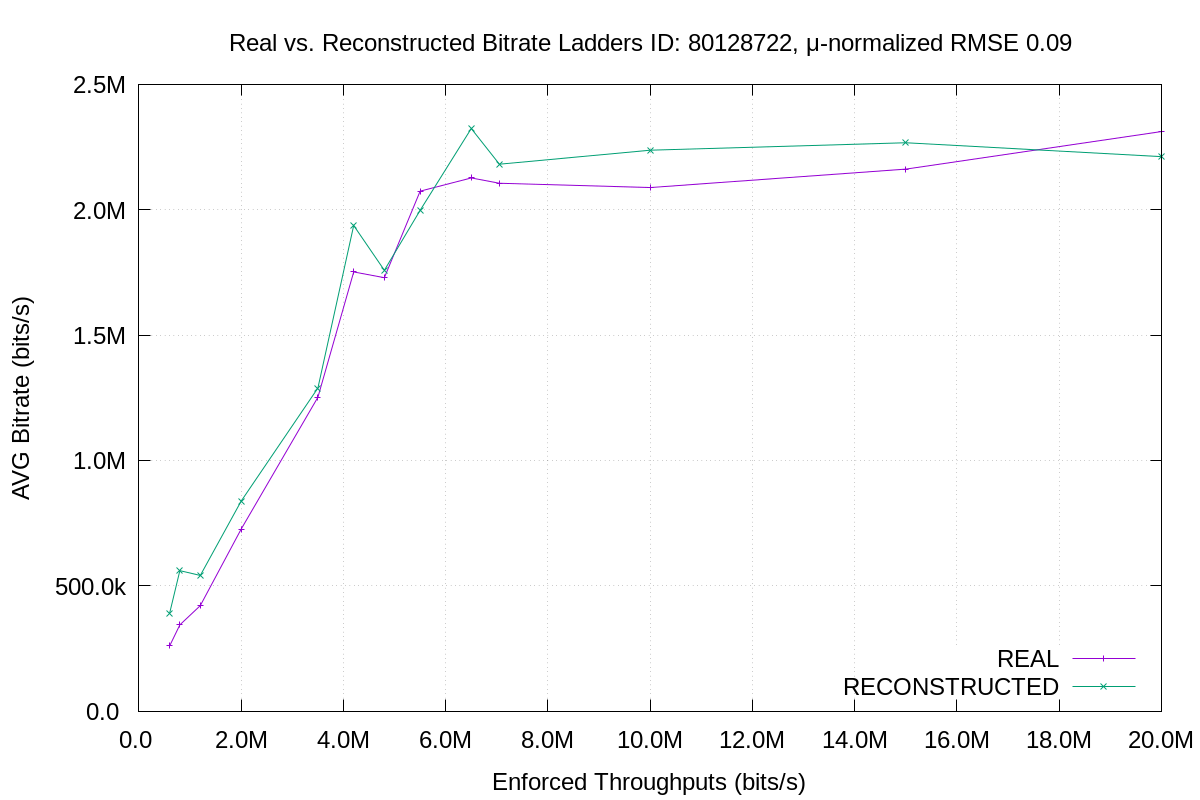 Real vs. Reconstructed Bitrate Ladders ID: 80128722, μ-normalized RMSE 0.09
2.5M
2.0M
1.5M
1.0M
500.0k
0.0
AVG Bitrate (bits/s)
REAL
RECONSTRUCTED
0.0 2.0M 4.0M 6.0M 8.0M 10.0M 12.0M 14.0M 16.0M 18.0M 20.0M
Enforced Throughputs (bits/s)